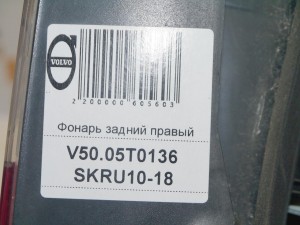 VOLVO
2200000605603
Фонарь задний правый
V50.05T0136
SKRU10-18